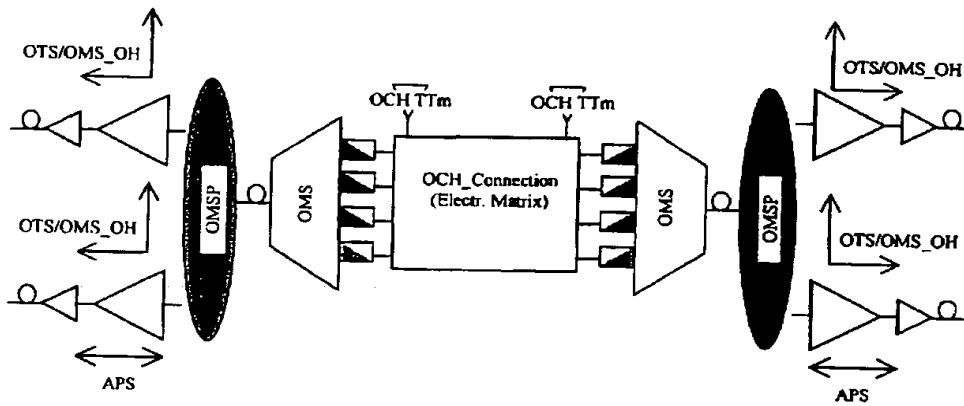 OTS/OMS_OH
OTS/OMS_OH
OCH TTm
OCH TTm
OMSP
OMS
OCH_Connection
(Electr. Matrix)
OMS
OMSP
OTS/OMS_OH
OTS/OMS_OH
APS
APS